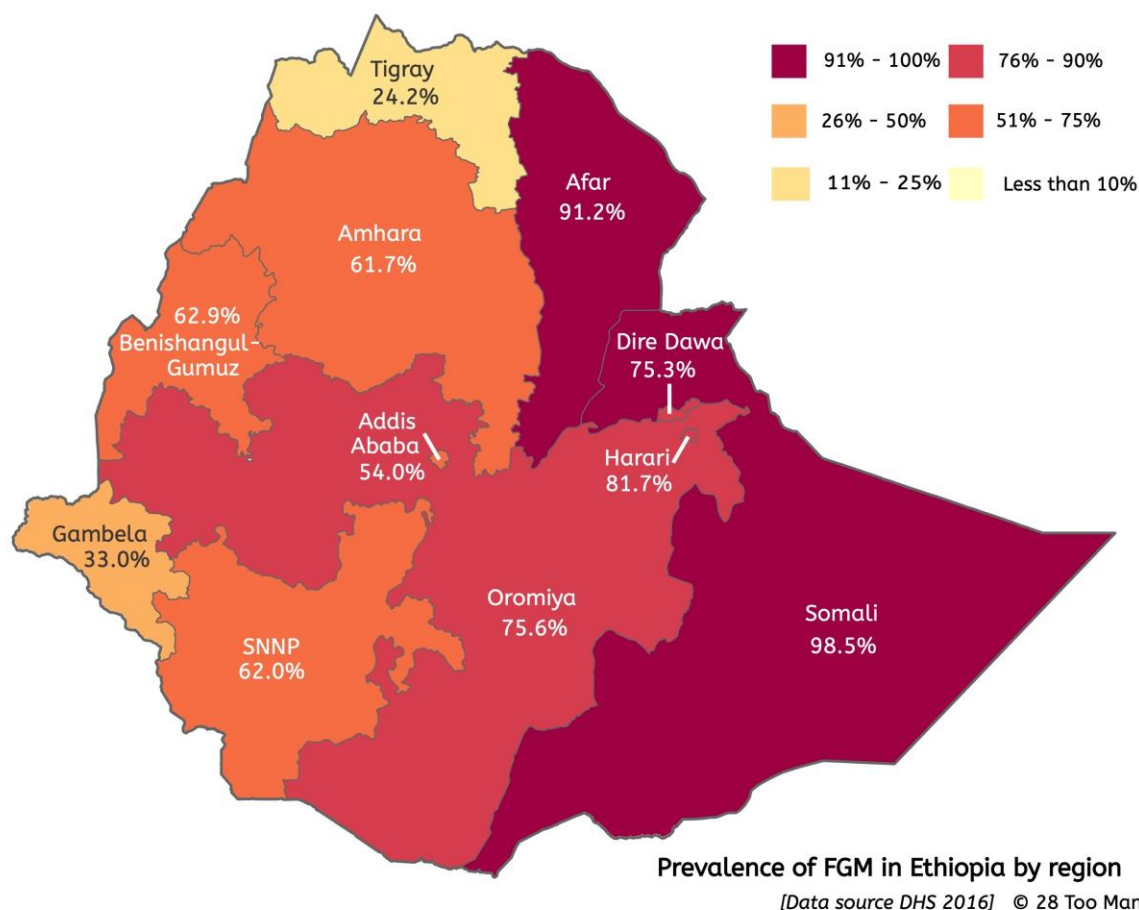 91% - 100%
76% - 90%
26% - 50%
51% - 75%
11% - 25%
Less than 10%
Tigray
24.2%
Afar
91.2%
Amhara
61.7%
62.9%
Benishangul-
Gumuz
Dire Dawa
75.3%
Addis
Ababa
54.0%
Harari
81.7%
Gambela
33.0%
Oromiya
75.6%
Somali
98.5%
SNNP
62.0%
Prevalence of FGM in Ethiopia by region
[Data source DHS 2016] © 28 Too Man